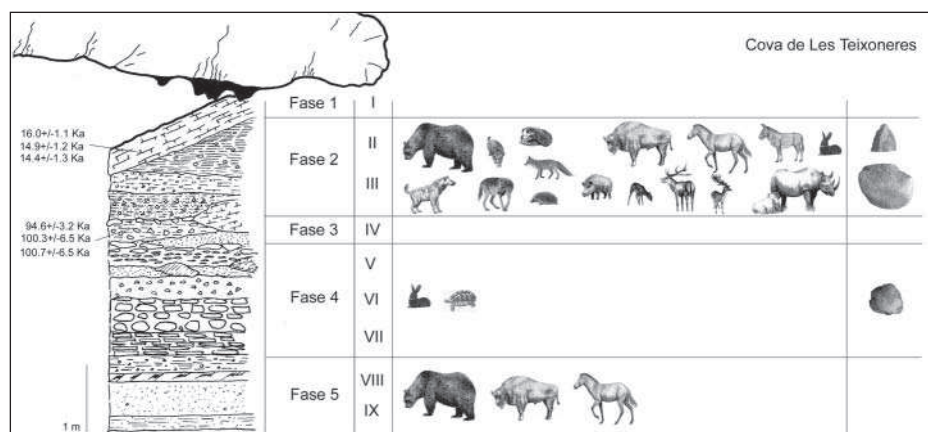 Cova de Les Teixoneres
Fase 1 I
16.0+/-1.1 Ka
14.9+/-1.2 Ka
14.4+/-1.3 Ka
Fase 2
II
III
94.6+/-3.2 Ka
100.3+/-6.5 Ka
100.7+/-6.5 Ka
Fase 3 IV
Fase 4
V
VI
VII
Fase 5
VIII
IX
1 m